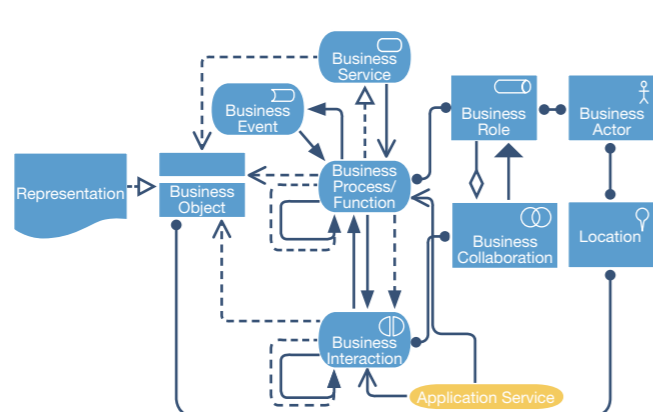 Business
Service
Business
Event
Business
Role
Business
Actor
Representation
Business
Object
Business
Process/
Function
Business
Collaboration
Location
Business
Interaction
Application Service